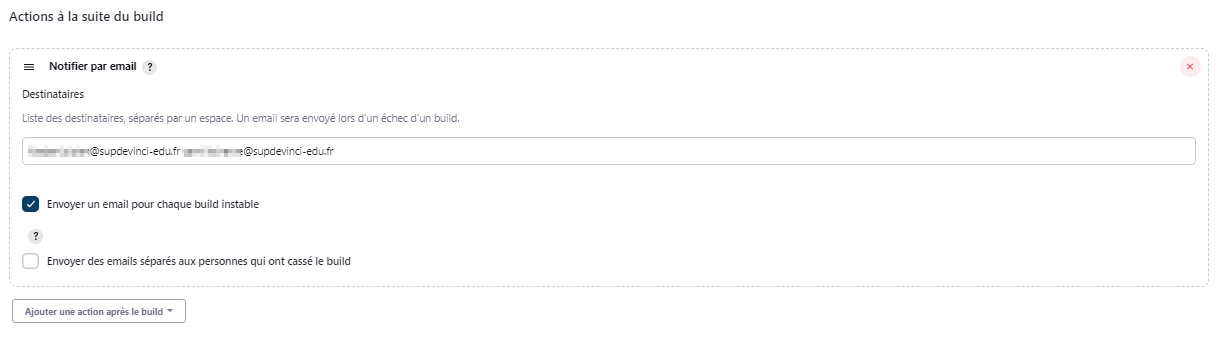 Actions à la suite du build
Notifier par email ?
Destinataires
Liste des destinataires, séparés par un espace. Un email sera envoyé lors d'un échec d'un build.
@supdevinci-edu.fr @supdevinci-edu.fr
Envoyer un email pour chaque build instable
?
Envoyer des emails séparés aux personnes qui ont cassé le build
Ajouter une action après le build